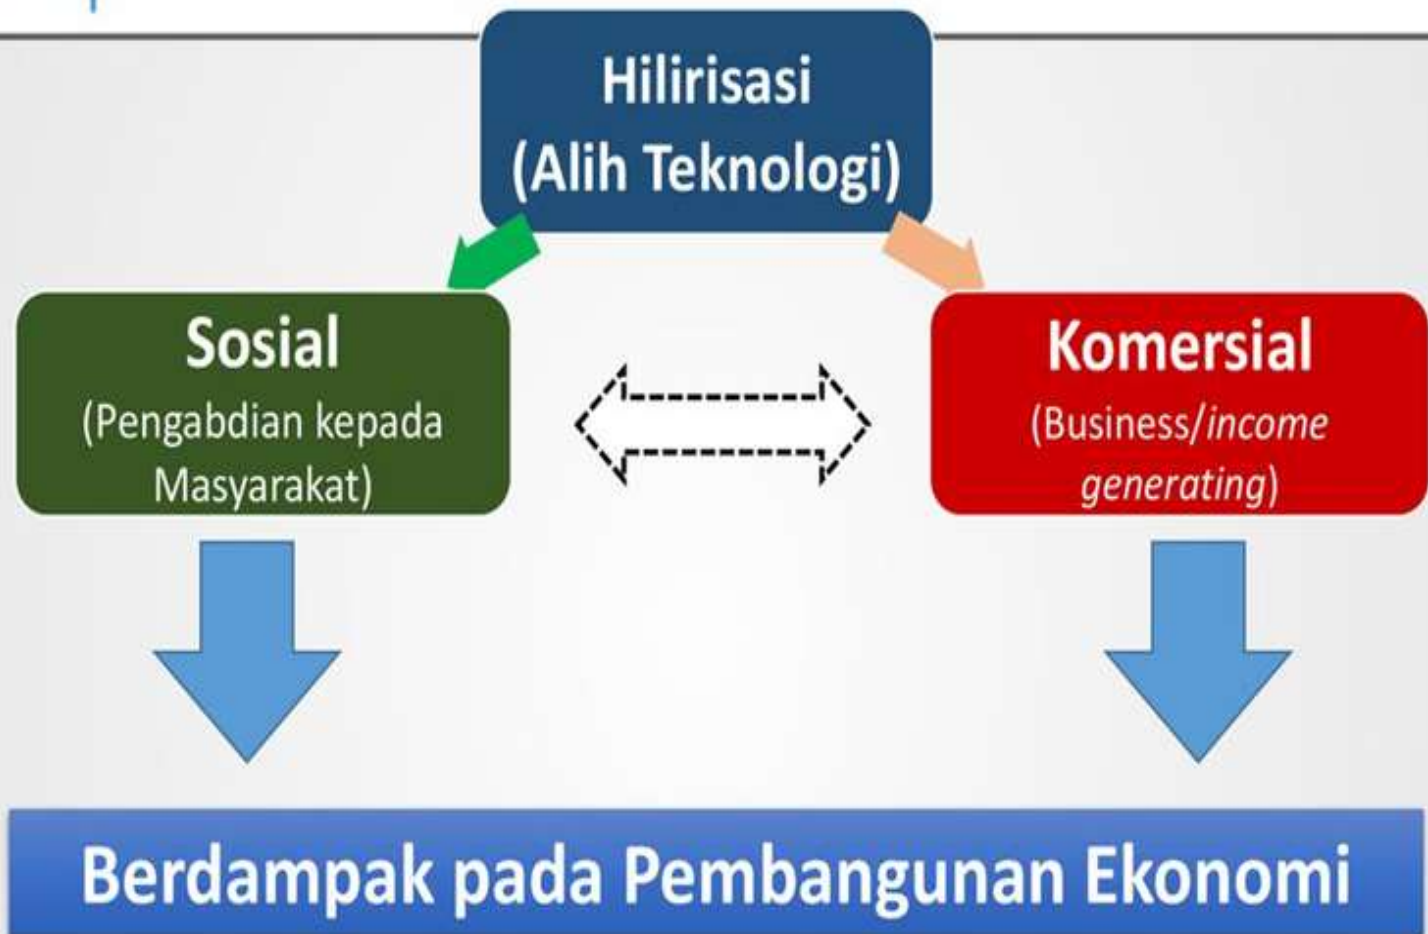 Hilirisasi
(Alih Teknologi)
Sosial
(Pengabdian kepada
Masyarakat)
Komersial
(Business/income
generating)
Berdampak pada Pembangunan Ekonomi